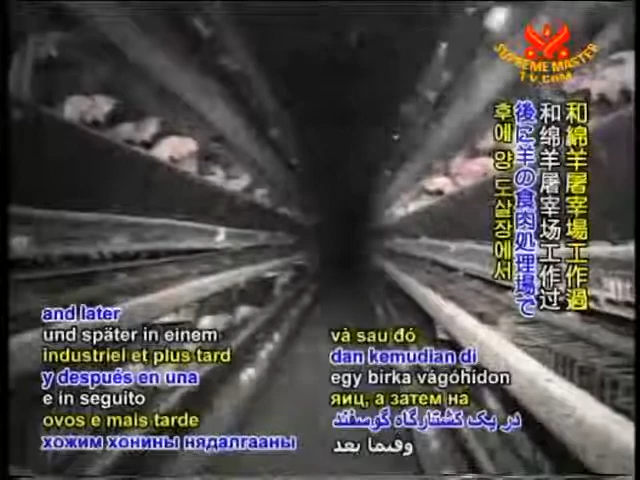 SUPREME MASTER
TV.COM
和綿羊屠宰場工作過
和绵羊屠宰场工作过
後に羊の食肉処理場で
후에 양 도살장에서
and later
und später in einem
industriel et plus tard
y después en una
e in seguito
ovos e mais tarde
хожим хонины нядалгааны
và sau đó
dan kemudian di
egy birka vágóhídon
яиц, а затем на
در یک کشتارگاه گوسفند
وفيما بعد